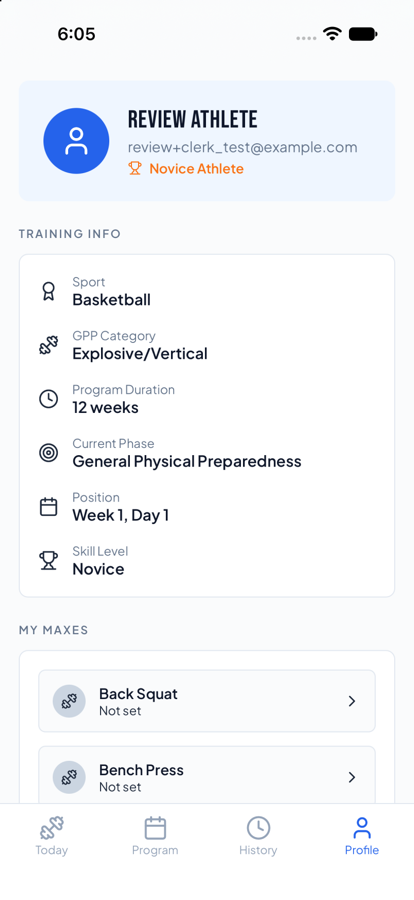 6:05
REVIEW ATHLETE
review+clerk_test@example.com
Novice Athlete
TRAINING INFO
Sport
Basketball
GPP Category
Explosive/Vertical
Program Duration
12 weeks
Current Phase
General Physical Preparedness
Position
Week 1, Day 1
Skill Level
Novice
MY MAXES
Back Squat
Not set
Bench Press
Not set
Today
Program
History
Profile